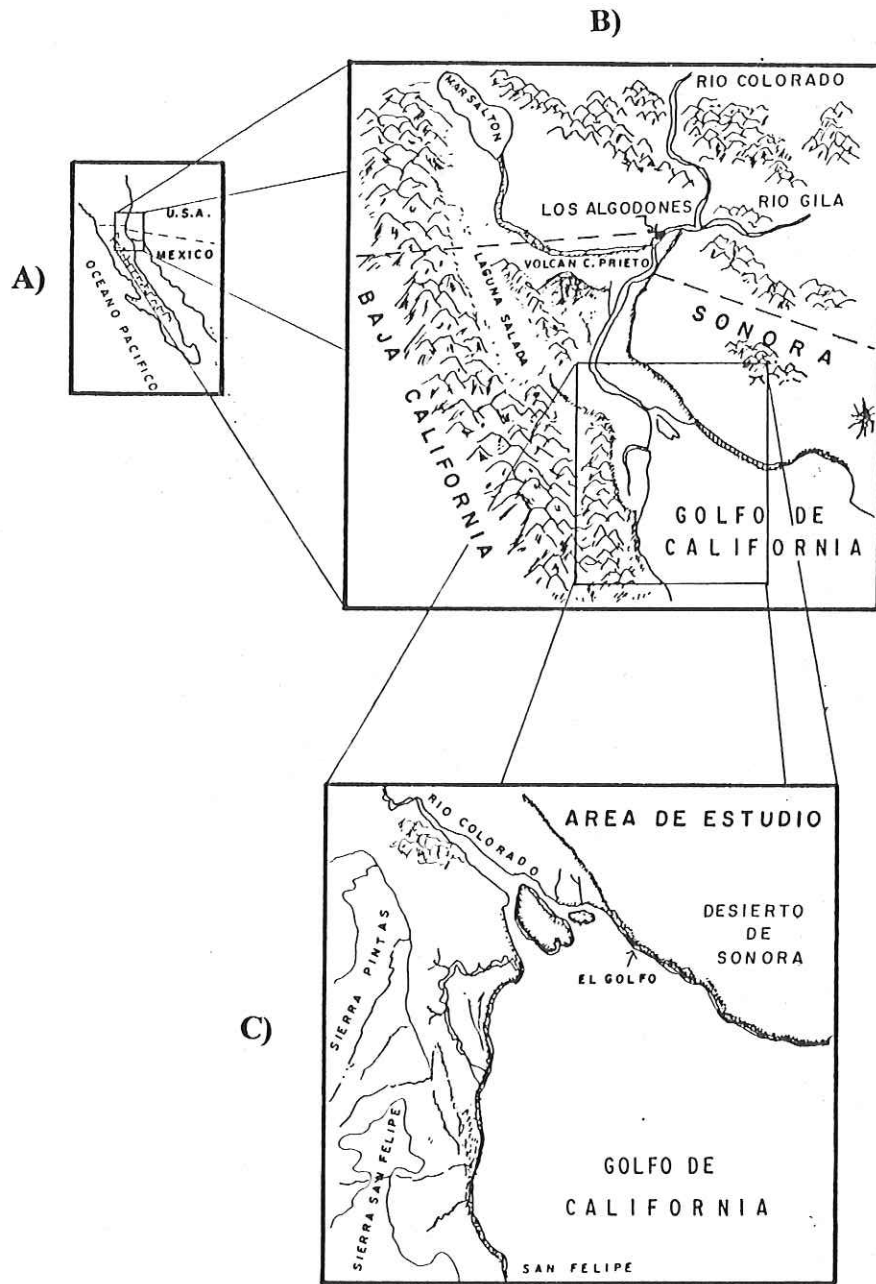 B)
RIO COLORADO
MARSALTON
RIO GILA
LOS ALGODONES
VOLCAN C. PRIETO
LAGUNA SALADA
BAJA CALIFORNIA
SONORA
GOLFO DE
CALIFORNIA
A)
U.S.A.
MEXICO
OCEANO PACIFICO
C)
AREA DE ESTUDIO
RIO COLORADO
DESIERTO
DE
SONORA
EL GOLFO
SIERRA PINTAS
SIERRA SAN FELIPE
GOLFO DE
CALIFORNIA
SAN FELIPE